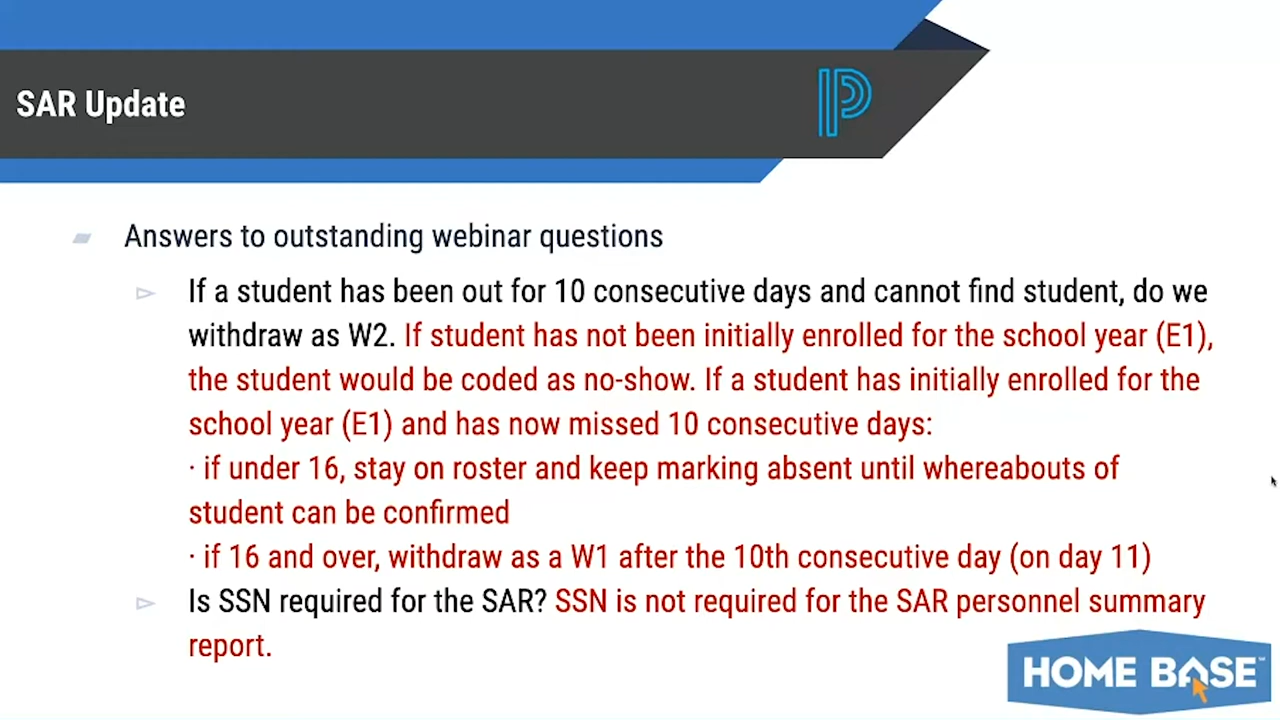 SAR Update
Answers to outstanding webinar questions
If a student has been out for 10 consecutive days and cannot find student, do we
withdraw as W2. If student has not been initially enrolled for the school year (E1),
the student would be coded as no-show. If a student has initially enrolled for the
school year (E1) and has now missed 10 consecutive days:
· if under 16, stay on roster and keep marking absent until whereabouts of
student can be confirmed
· if 16 and over, withdraw as a W1 after the 10th consecutive day (on day 11)
Is SSN required for the SAR? SSN is not required for the SAR personnel summary
report.
HOME BASE™